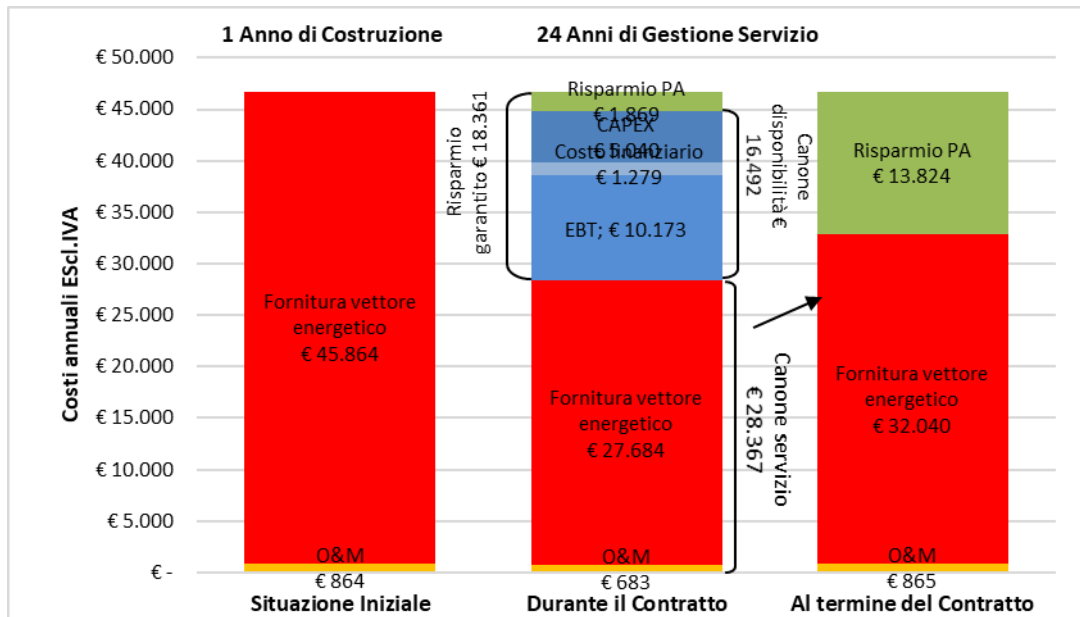 1 Anno di Costruzione
24 Anni di Gestione Servizio
Costi annuali EScl.IVA
€ 50.000
€ 45.000
€ 40.000
€ 35.000
€ 30.000
€ 25.000
€ 20.000
€ 15.000
€ 10.000
€ 5.000
€ -
Fornitura vettore
energetico
€ 45.864
O&M
€ 864
Situazione Iniziale
Risparmio
garantito € 18.361
Risparmio PA
€ 1.869
CAPEX
€ 5.040
Costo finanziario
€ 1.279
EBT; € 10.173
Fornitura vettore
energetico
€ 27.684
O&M
€ 683
Durante il Contratto
Canone
disponibilità €
16.492
Canone servizio
€ 28.367
Risparmio PA
€ 13.824
Fornitura vettore
energetico
€ 32.040
O&M
€ 865
Al termine del Contratto